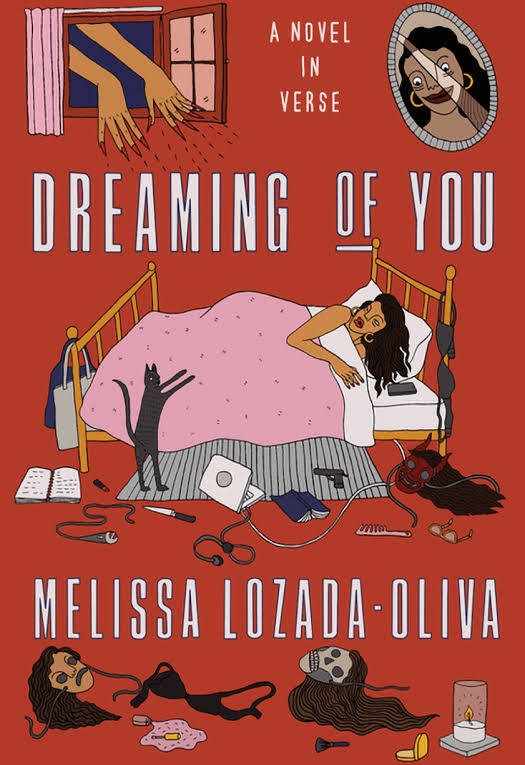 A NOVEL
IN
VERSE
DREAMING OF YOU
MELISSA LOZADA-OLIVA